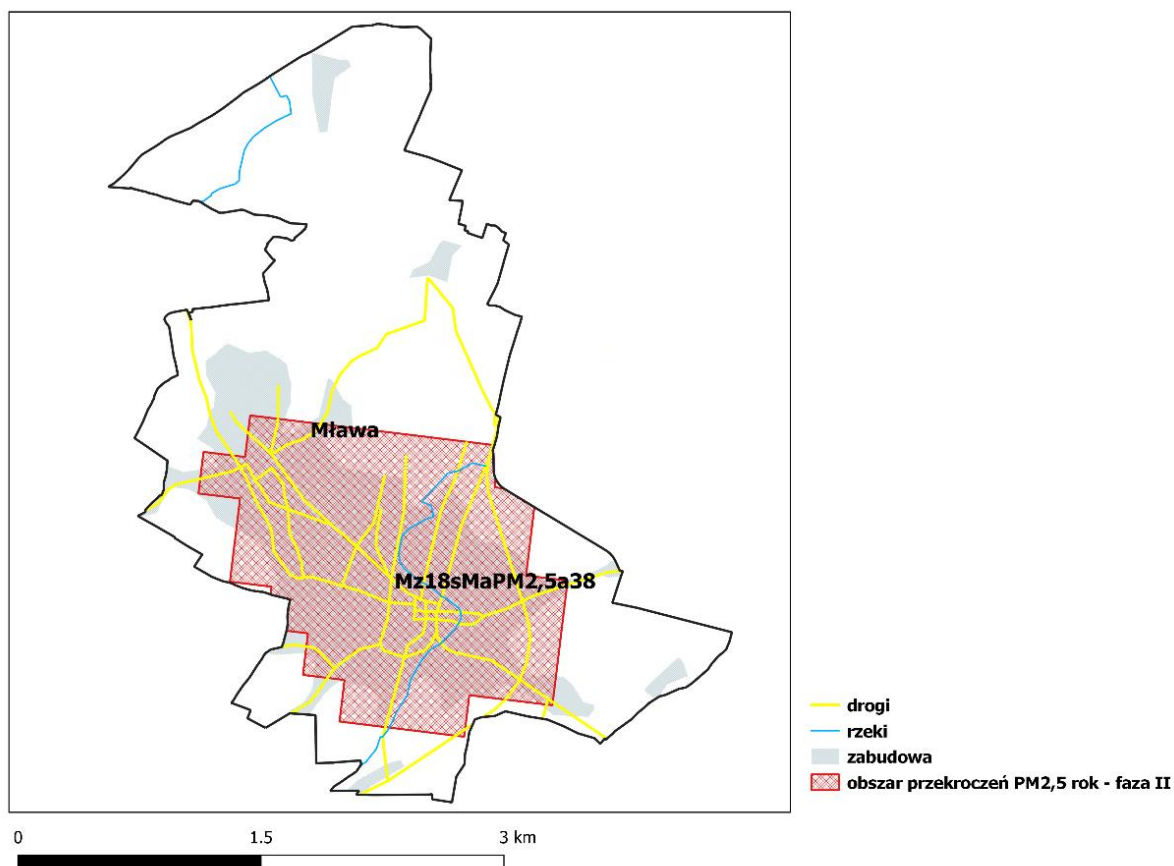 Mława
Mz18sMaPM2,5a38
drogi
rzeki
zabudowa
obszar przekroczeń PM2,5 rok - faza II
0 1.5 3 km